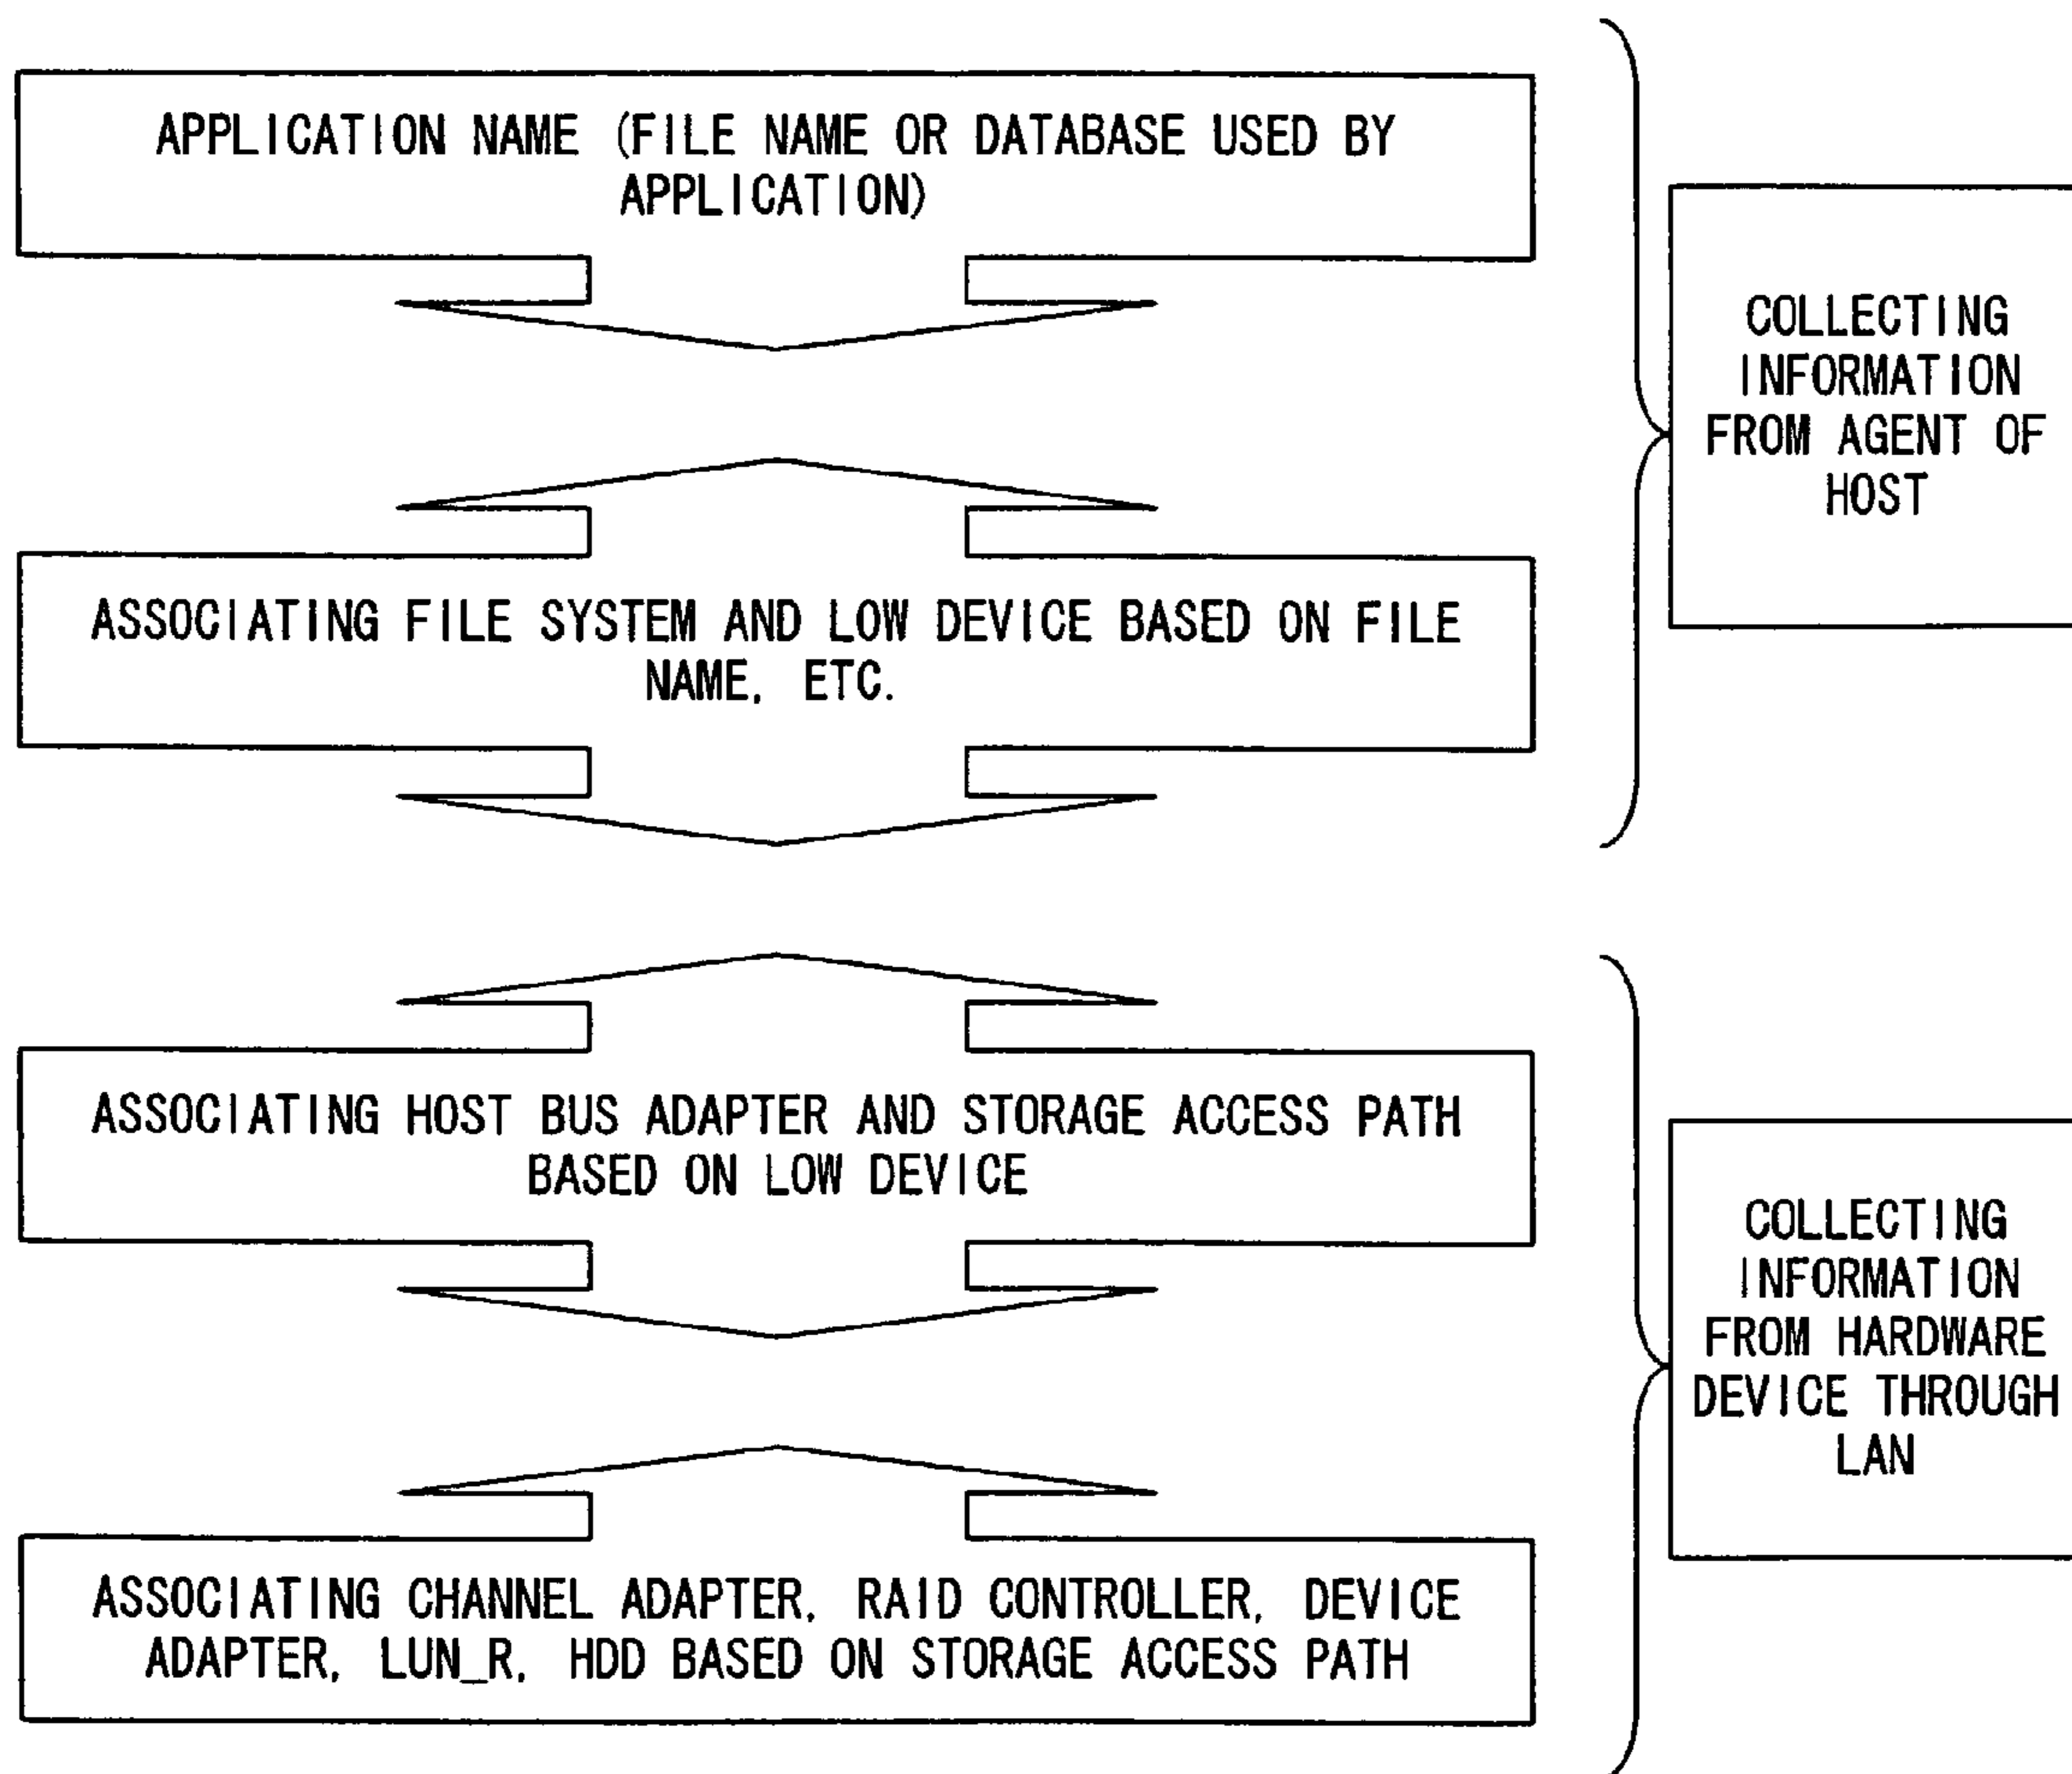 APPLICATION NAME (FILE NAME OR DATABASE USED BY
APPLICATION)
COLLECTING
INFORMATION
FROM AGENT OF
HOST
ASSOCIATING FILE SYSTEM AND LOW DEVICE BASED ON FILE
NAME, ETC.
ASSOCIATING HOST BUS ADAPTER AND STORAGE ACCESS PATH
BASED ON LOW DEVICE
COLLECTING
INFORMATION
FROM HARDWARE
DEVICE THROUGH
LAN
ASSOCIATING CHANNEL ADAPTER, RAID CONTROLLER, DEVICE
ADAPTER, LUN_R, HDD BASED ON STORAGE ACCESS PATH